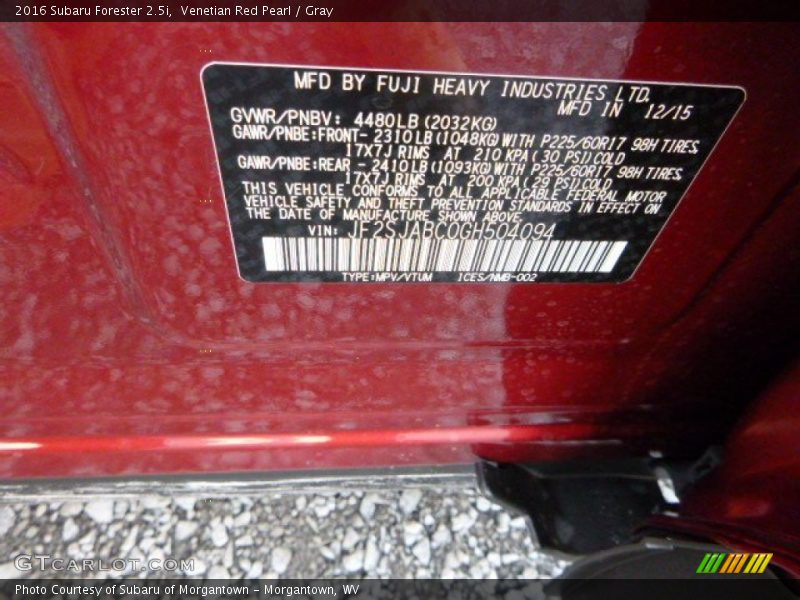 2016 Subaru Forester 2.5i, Venetian Red Pearl / Gray
MFD BY FUJI HEAVY INDUSTRIES LTD.
MFD IN 12/15
GVWR/PNBV: 4480LB (2032KG)
GAWR/PNBE:FRONT- 2310LB(1048KG) WITH P225/60R17 98H TIRES,
17X7J RIMS AT 210 KPA( 30 PSI)COLD
GAWR/PNBE:REAR - 2410LB(1093KG) WITH P225/60R17 98H TIRES,
17X7J RIMS AT 200 KPA( 29 PSI)COLD
THIS VEHICLE CONFORMS TO ALL APPLICABLE FEDERAL MOTOR
VEHICLE SAFETY AND THEFT PREVENTION STANDARDS IN EFFECT ON
THE DATE OF MANUFACTURE SHOWN ABOVE.
VIN: JF2SJABC0GH504094
TYPE:MPV/VTUM ICES/NMB-002
GTCarLot.com
Photo Courtesy of Subaru of Morgantown - Morgantown, WV